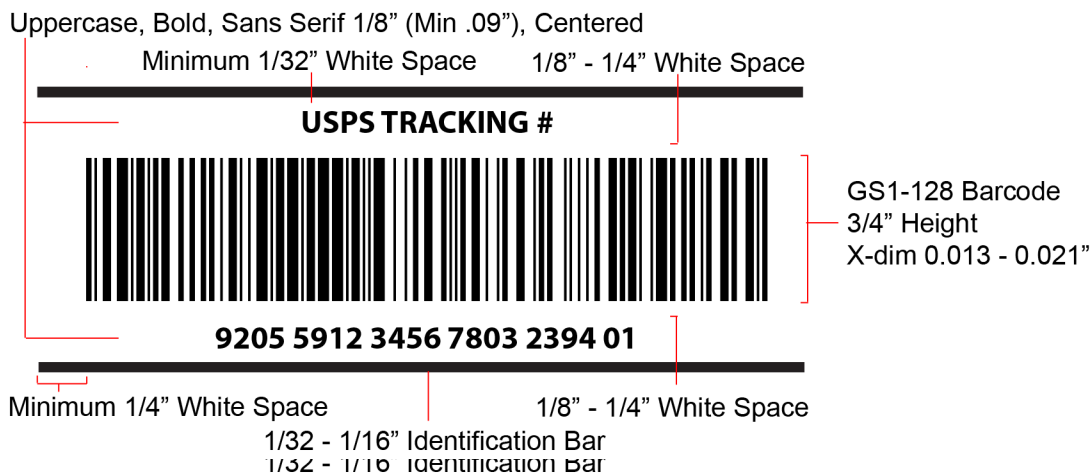 Uppercase, Bold, Sans Serif 1/8” (Min .09”), Centered
Minimum 1/32” White Space
1/8” - 1/4” White Space
USPS TRACKING #
GS1-128 Barcode
3/4” Height
X-dim 0.013 - 0.021”
9205 5912 3456 7803 2394 01
Minimum 1/4” White Space
1/8” - 1/4” White Space
1/32 - 1/16” Identification Bar
1/32 - 1/16” Identification Bar